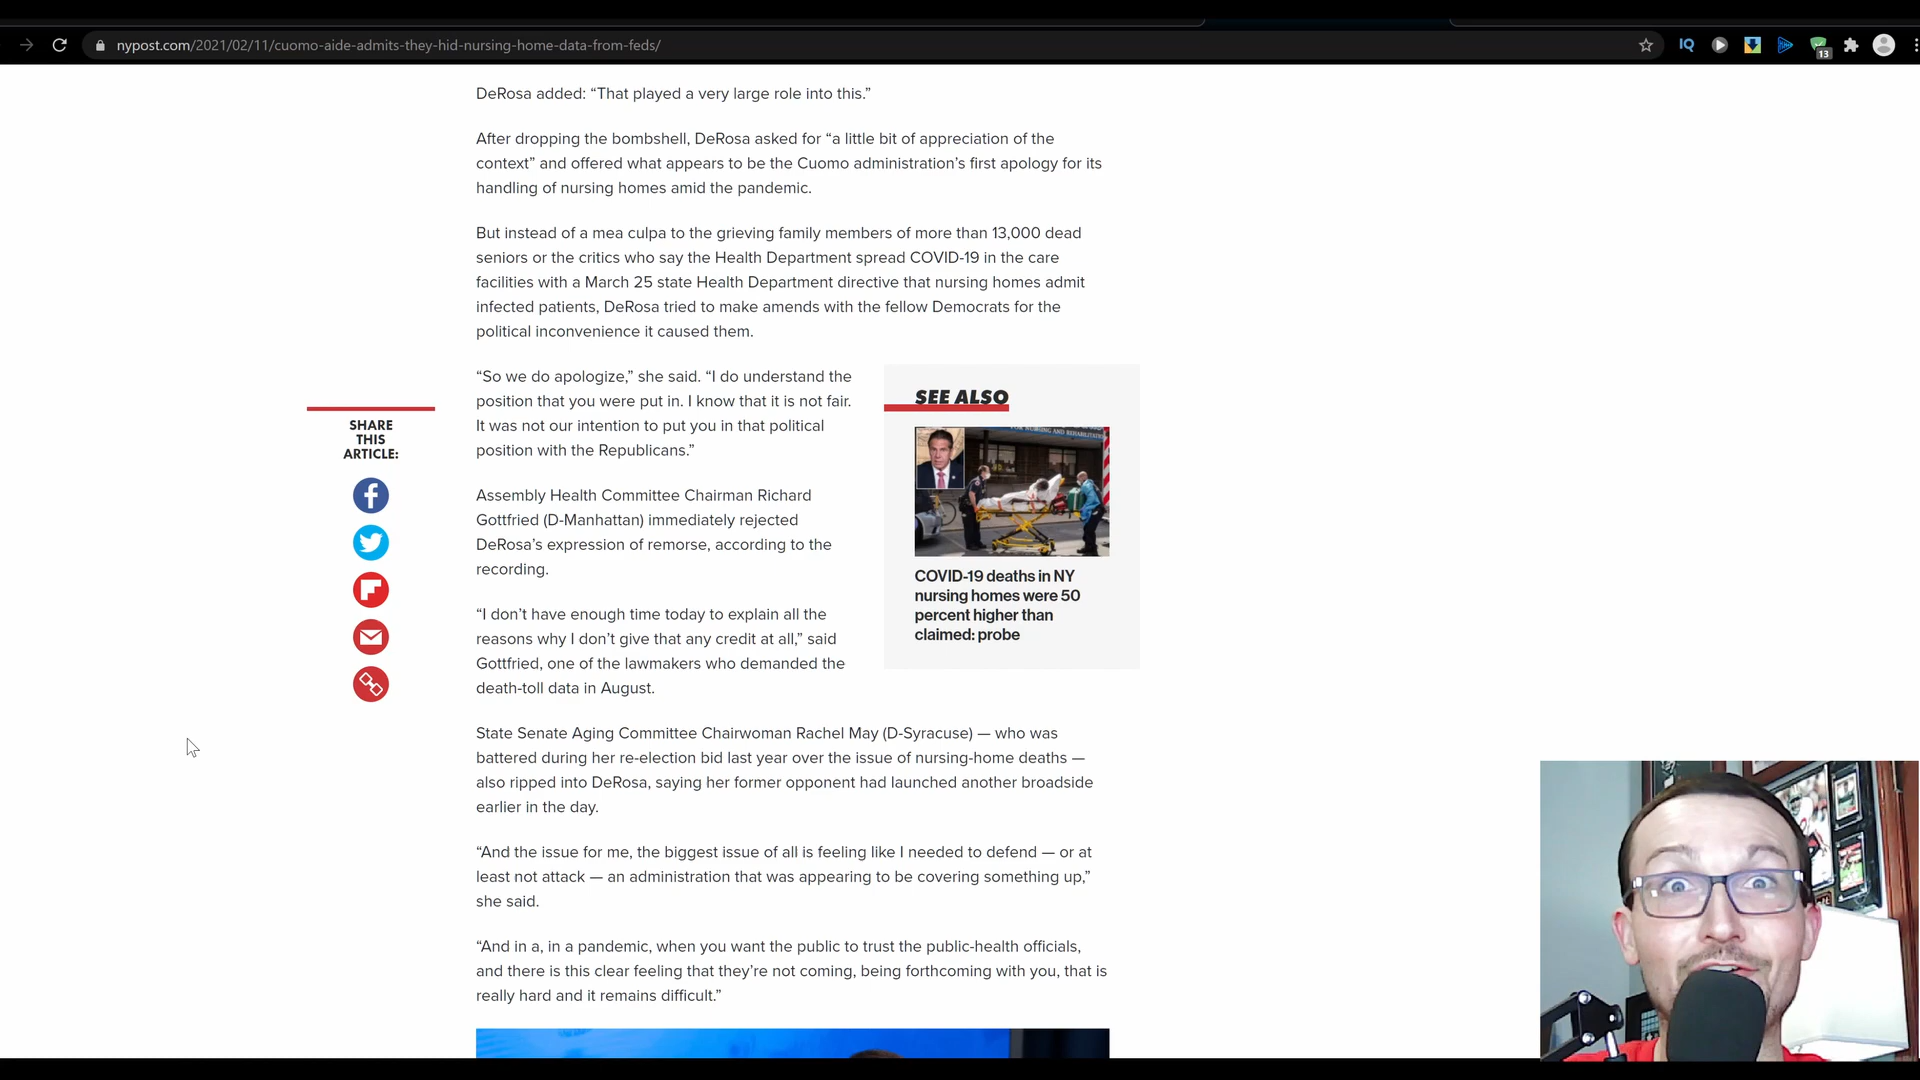 nypost.com/2021/02/11/cuomo-aide-admits-they-hid-nursing-home-data-from-feds/
IQ
13
DeRosa added: “That played a very large role into this.”
After dropping the bombshell, DeRosa asked for “a little bit of appreciation of the
context” and offered what appears to be the Cuomo administration’s first apology for its
handling of nursing homes amid the pandemic.
But instead of a mea culpa to the grieving family members of more than 13,000 dead
seniors or the critics who say the Health Department spread COVID-19 in the care
facilities with a March 25 state Health Department directive that nursing homes admit
infected patients, DeRosa tried to make amends with the fellow Democrats for the
political inconvenience it caused them.
“So we do apologize,” she said. “I do understand the
position that you were put in. I know that it is not fair.
It was not our intention to put you in that political
position with the Republicans.”
Assembly Health Committee Chairman Richard
Gottfried (D-Manhattan) immediately rejected
DeRosa’s expression of remorse, according to the
recording.
“I don’t have enough time today to explain all the
reasons why I don’t give that any credit at all,” said
Gottfried, one of the lawmakers who demanded the
death-toll data in August.
SEE ALSO
FOR NURSING AND REHABILITATION
COVID-19 deaths in NY
nursing homes were 50
percent higher than
claimed: probe
SHARE
THIS
ARTICLE:
State Senate Aging Committee Chairwoman Rachel May (D-Syracuse) — who was
battered during her re-election bid last year over the issue of nursing-home deaths —
also ripped into DeRosa, saying her former opponent had launched another broadside
earlier in the day.
“And the issue for me, the biggest issue of all is feeling like I needed to defend — or at
least not attack — an administration that was appearing to be covering something up,”
she said.
“And in a, in a pandemic, when you want the public to trust the public-health officials,
and there is this clear feeling that they’re not coming, being forthcoming with you, that is
really hard and it remains difficult.”